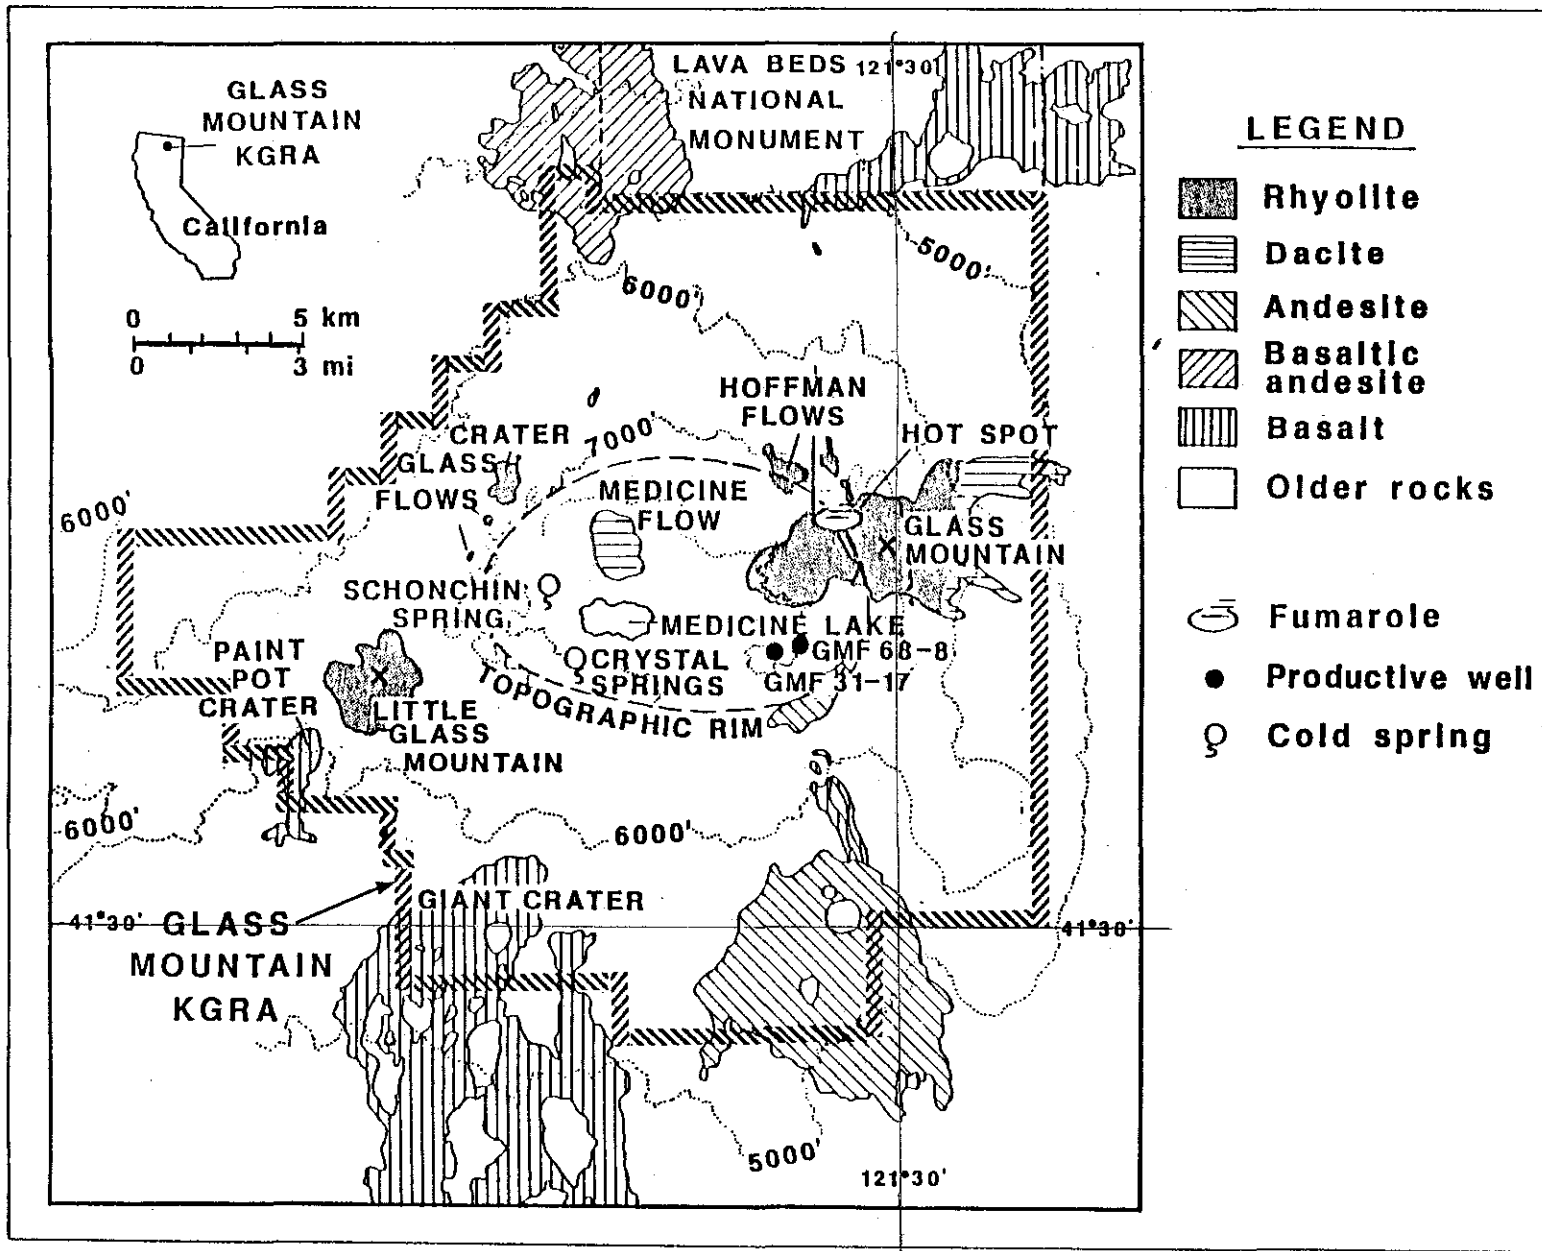 GLASS
MOUNTAIN
KGRA
California
0 5 km
0 3 mi
LAVA BEDS
NATIONAL
MONUMENT
121°30'
5000'
6000'
HOFFMAN
FLOWS
HOT SPOT
7000'
CRATER
GLASS
FLOWS
MEDICINE
FLOW
GLASS
MOUNTAIN
6000'
SCHONCHIN
SPRING
MEDICINE LAKE
GMF 68-8
GMF 31-17
CRYSTAL
SPRINGS
TOPOGRAPHIC RIM
PAINT
POT
CRATER
LITTLE
GLASS
MOUNTAIN
6000'
6000'
GIANT CRATER
41°30'
41°30'
GLASS
MOUNTAIN
KGRA
5000'
121°30'
LEGEND
Rhyolite
Dacite
Andesite
Basaltic
andesite
Basalt
Older rocks
Fumarole
Productive well
Cold spring